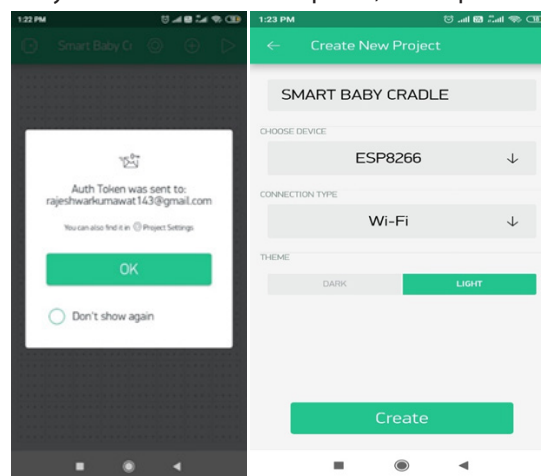 1:22 PM
Smart Baby Cr
Auth Token was sent to:
rajeshwarkumawat143@gmail.com
You can also find it in Project Settings
OK
Don't show again
1:23 PM
Create New Project
SMART BABY CRADLE
CHOOSE DEVICE
ESP8266
CONNECTION TYPE
Wi-Fi
THEME
DARK
LIGHT
Create